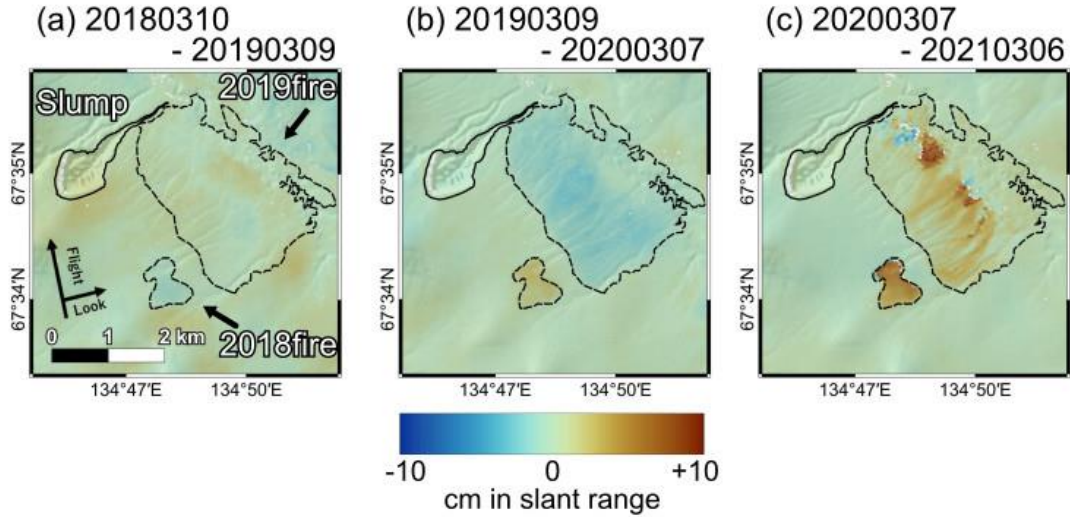 (a) 20180310
- 20190309
(b) 20190309
- 20200307
(c) 20200307
- 20210306
Slump
2019fire
2018fire
Flight
Look
0 1 2 km
67°35'N
67°34'N
134°47'E 134°50'E
67°35'N
67°34'N
134°47'E 134°50'E
67°35'N
67°34'N
134°47'E 134°50'E
-10 0 +10
cm in slant range